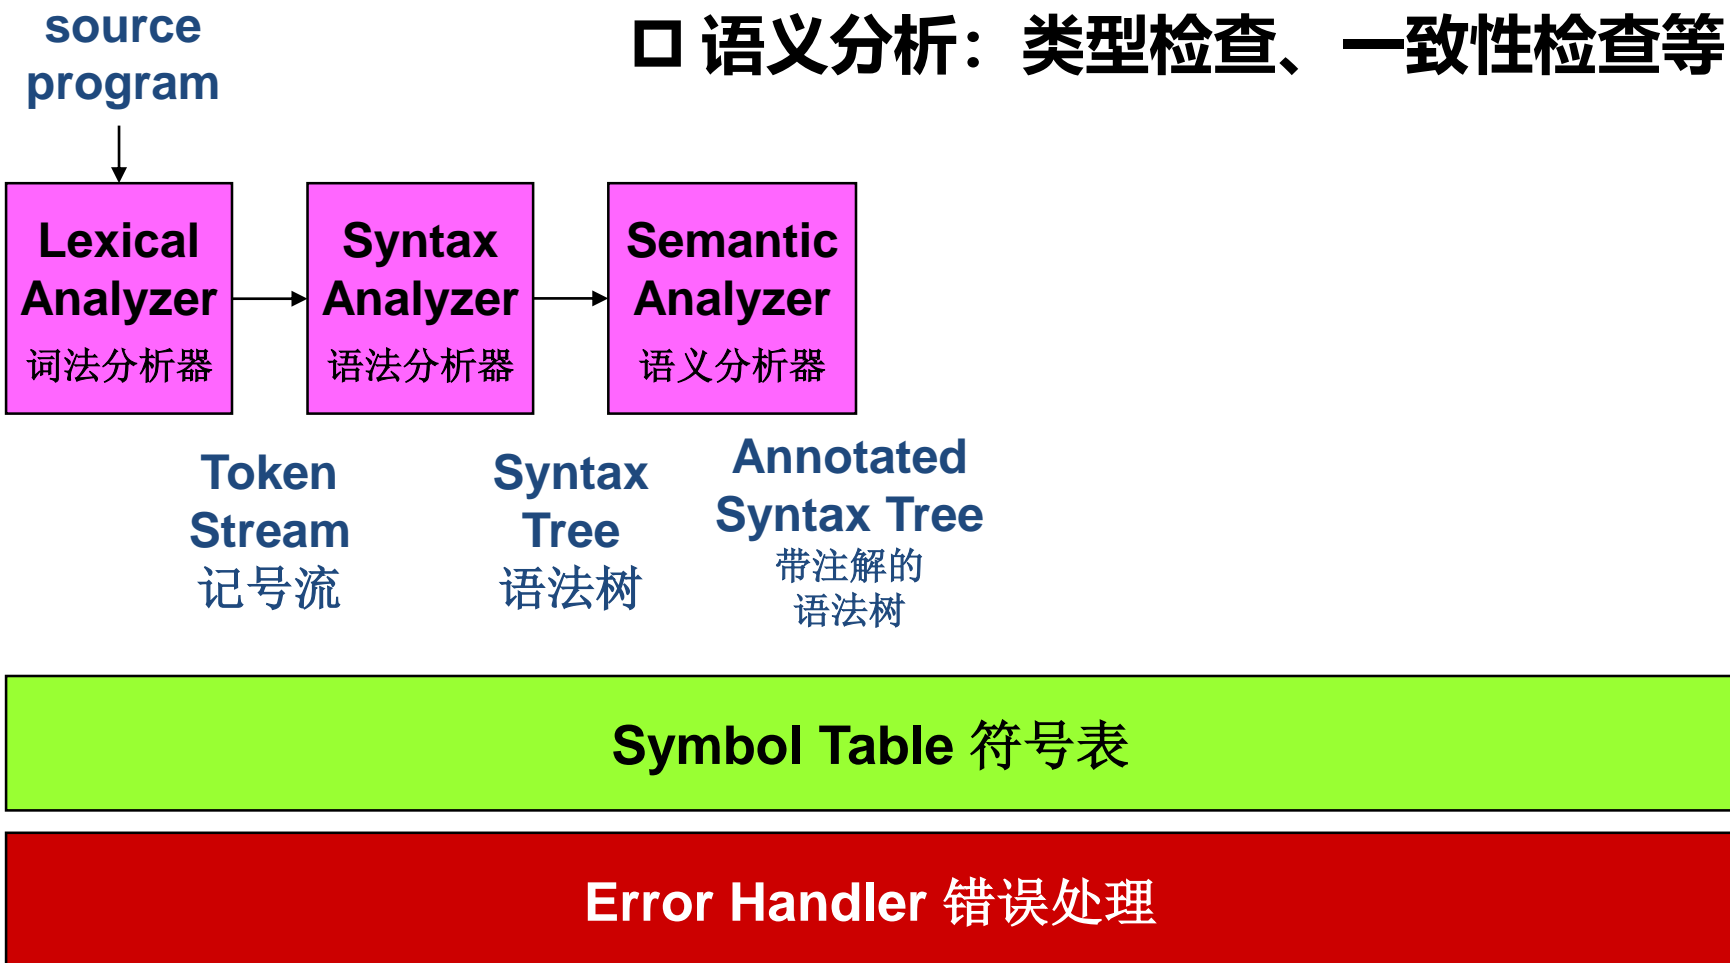 source
program
语义分析：类型检查、一致性检查等
Lexical
Analyzer
词法分析器
Syntax
Analyzer
语法分析器
Semantic
Analyzer
语义分析器
Token
Stream
记号流
Syntax
Tree
语法树
Annotated
Syntax Tree
带注解的
语法树
Symbol Table 符号表
Error Handler 错误处理